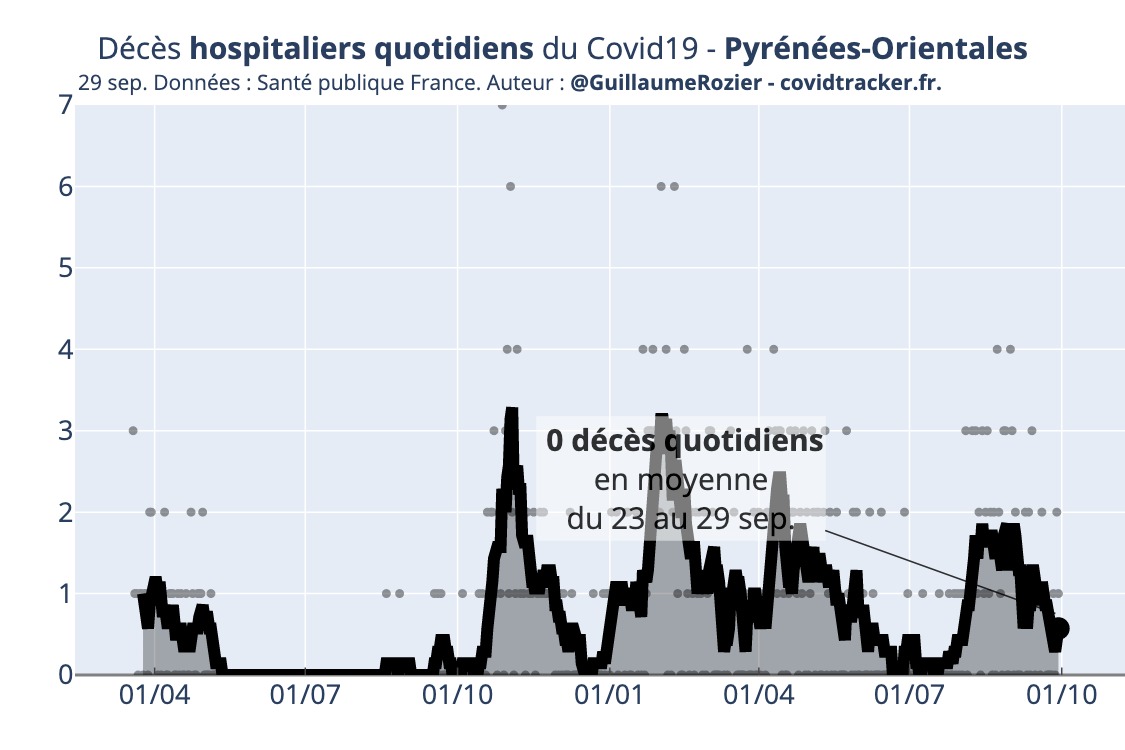 Décès hospitaliers quotidiens du Covid19 - Pyrénées-Orientales
29 sep. Données : Santé publique France. Auteur : @GuillaumeRozier - covidtracker.fr.
7
6
5
4
3
2
1
0
0 décès quotidiens
en moyenne
du 23 au 29 sep.
01/04 01/07 01/10 01/01 01/04 01/07 01/10